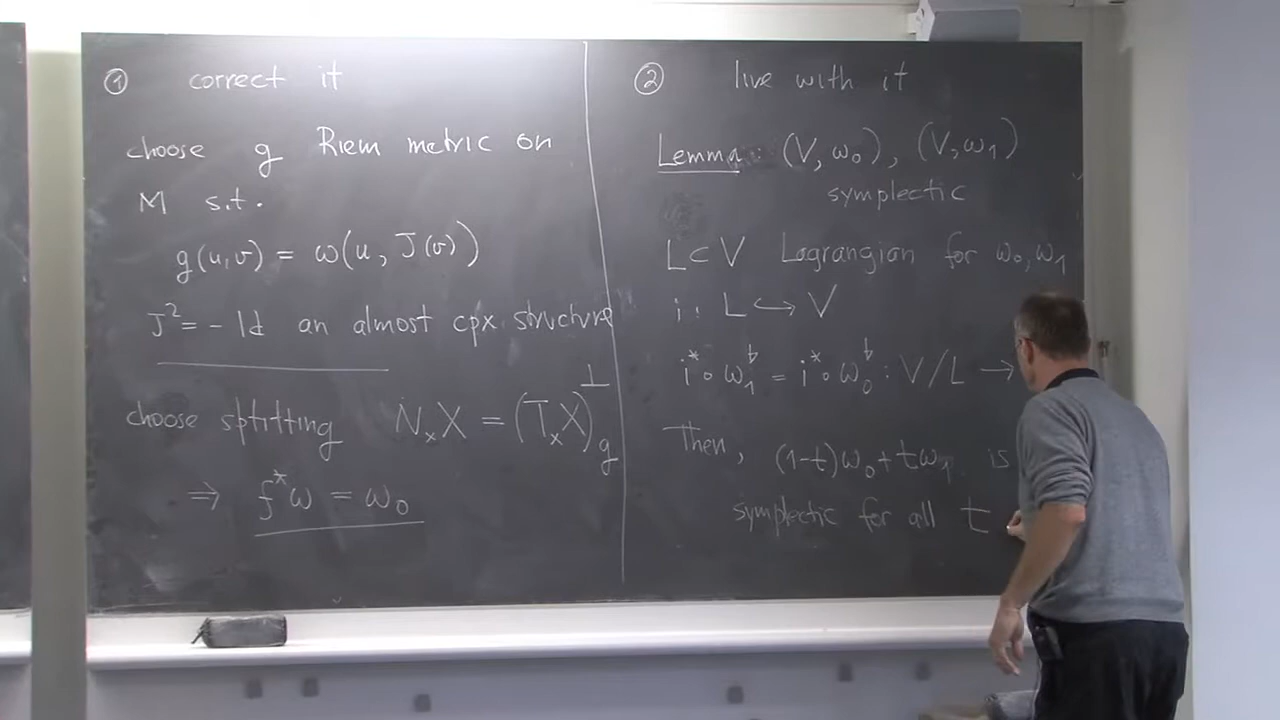 ① correct it
choose g Riem metric on
M s.t.
g(u,v) = ω(u, J(v))
J² = - Id an almost cpx structure
choose splitting NₓX = (TₓX)^⊥_g
⇒ f*ω = ω₀
② live with it
Lemma: (V, ω₀), (V, ω₁)
symplectic
L ⊂ V Lagrangian for ω₀, ω₁
i: L ↪ V
i* ∘ ω₁^♭ = i* ∘ ω₀^♭ : V/L →
Then, (1-t)ω₀ + tω₁ is
symplectic for all t